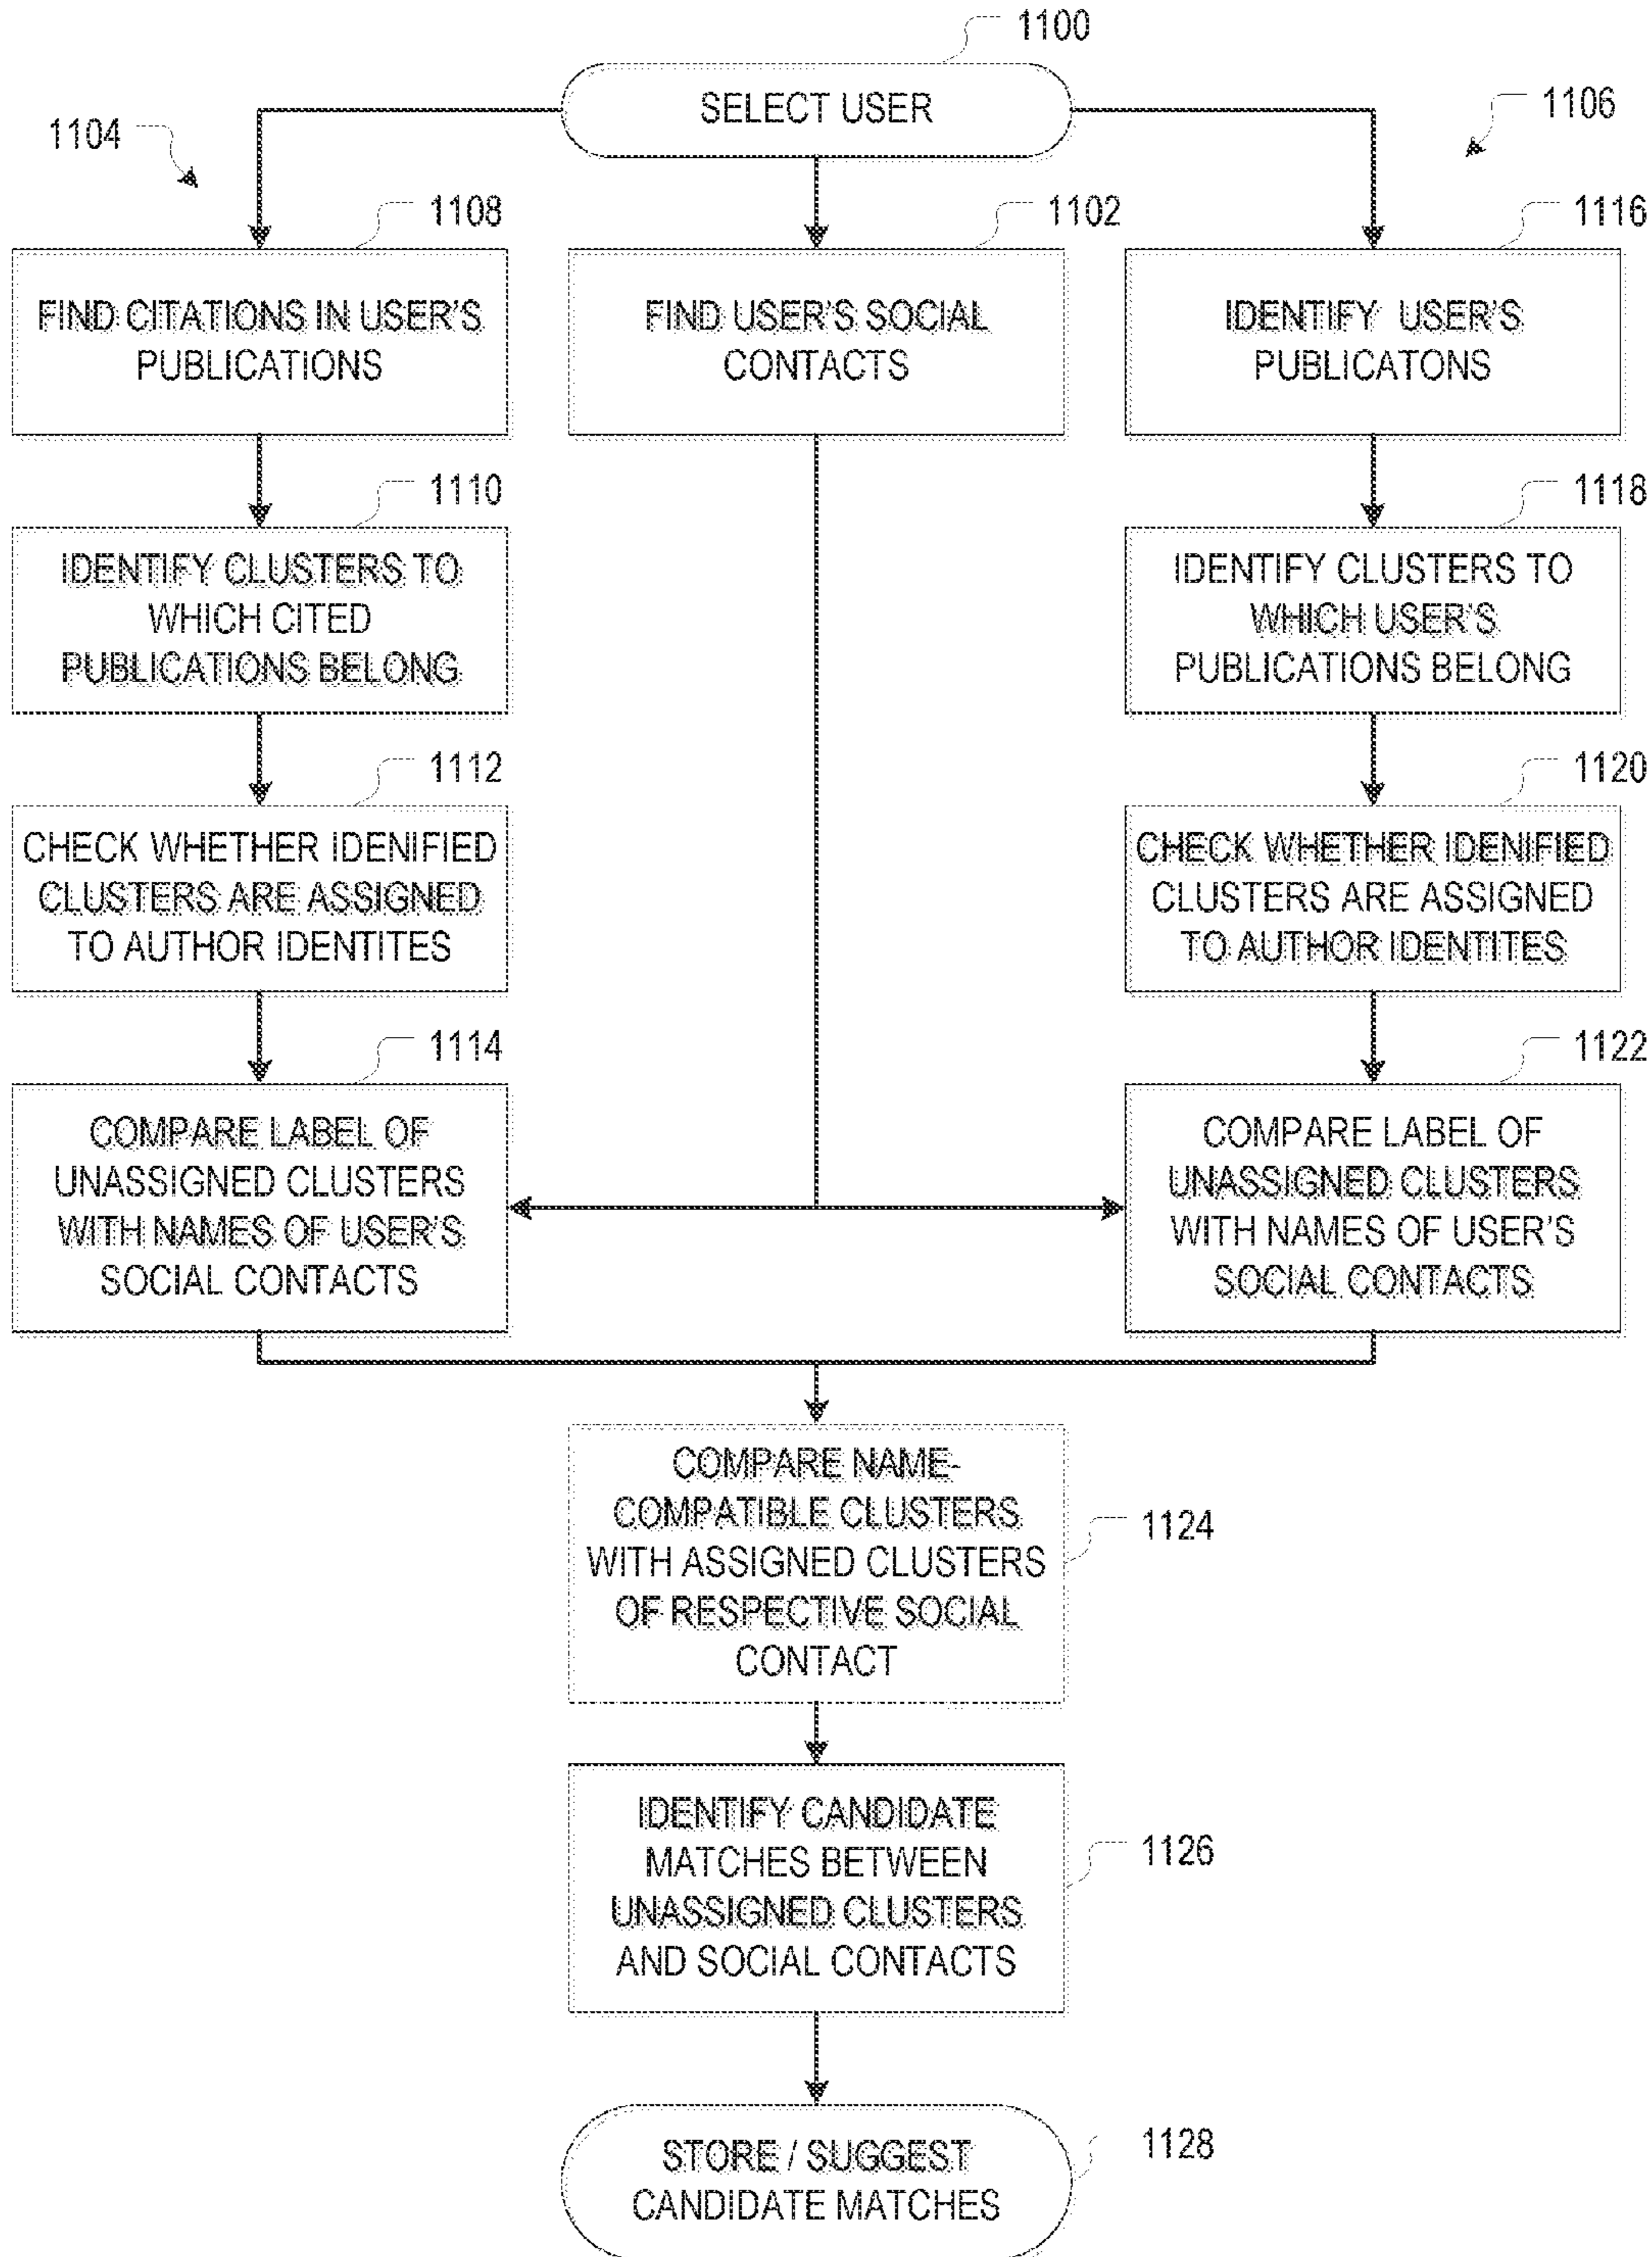 1100
SELECT USER
1104
1106
1108
FIND CITATIONS IN USER'S
PUBLICATIONS
1102
FIND USER'S SOCIAL
CONTACTS
1116
IDENTIFY USER'S
PUBLICATONS
1110
IDENTIFY CLUSTERS TO
WHICH CITED
PUBLICATIONS BELONG
1118
IDENTIFY CLUSTERS TO
WHICH USER'S
PUBLICATIONS BELONG
1112
CHECK WHETHER IDENIFIED
CLUSTERS ARE ASSIGNED
TO AUTHOR IDENTITES
1120
CHECK WHETHER IDENIFIED
CLUSTERS ARE ASSIGNED
TO AUTHOR IDENTITES
1114
COMPARE LABEL OF
UNASSIGNED CLUSTERS
WITH NAMES OF USER'S
SOCIAL CONTACTS
1122
COMPARE LABEL OF
UNASSIGNED CLUSTERS
WITH NAMES OF USER'S
SOCIAL CONTACTS
COMPARE NAME-
COMPATIBLE CLUSTERS
WITH ASSIGNED CLUSTERS
OF RESPECTIVE SOCIAL
CONTACT
1124
IDENTIFY CANDIDATE
MATCHES BETWEEN
UNASSIGNED CLUSTERS
AND SOCIAL CONTACTS
1126
STORE / SUGGEST
CANDIDATE MATCHES
1128